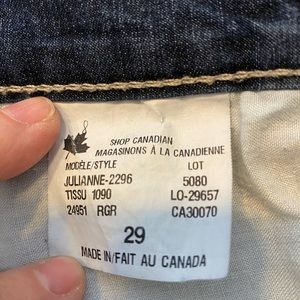 SHOP CANADIAN
MAGASINONS À LA CANADIENNE
MODÈLE/STYLE LOT
JULIANNE-2296 5080
TISSU 1090 LO-29657
24951 RGR CA30070
29
MADE IN/FAIT AU CANADA